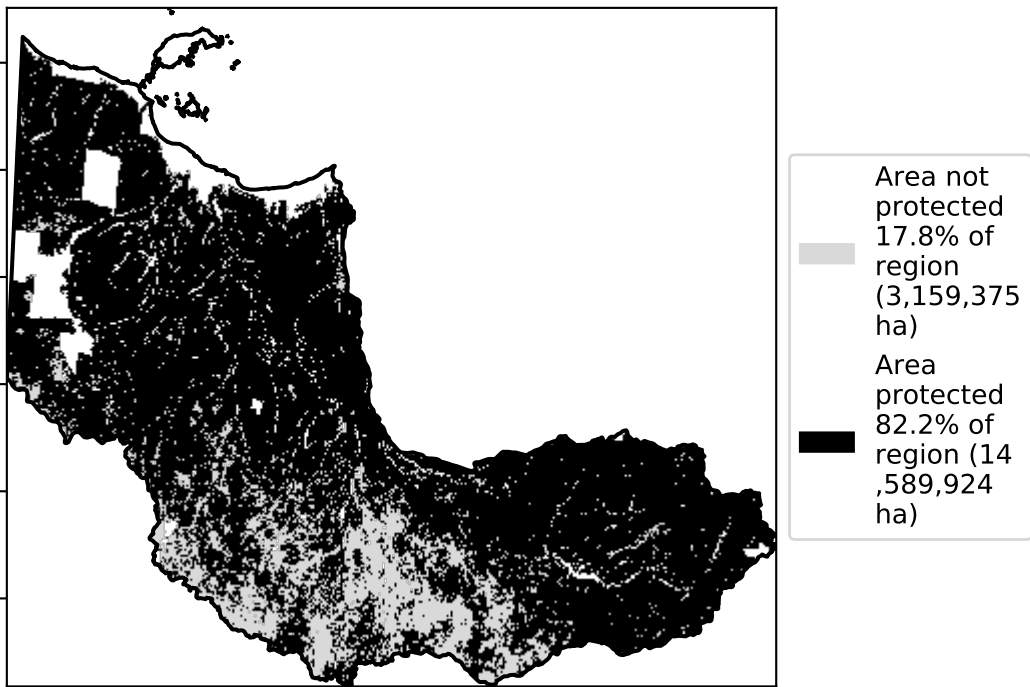 Area not
protected
17.8% of
region
(3,159,375
ha)
Area
protected
82.2% of
region (14
,589,924
ha)